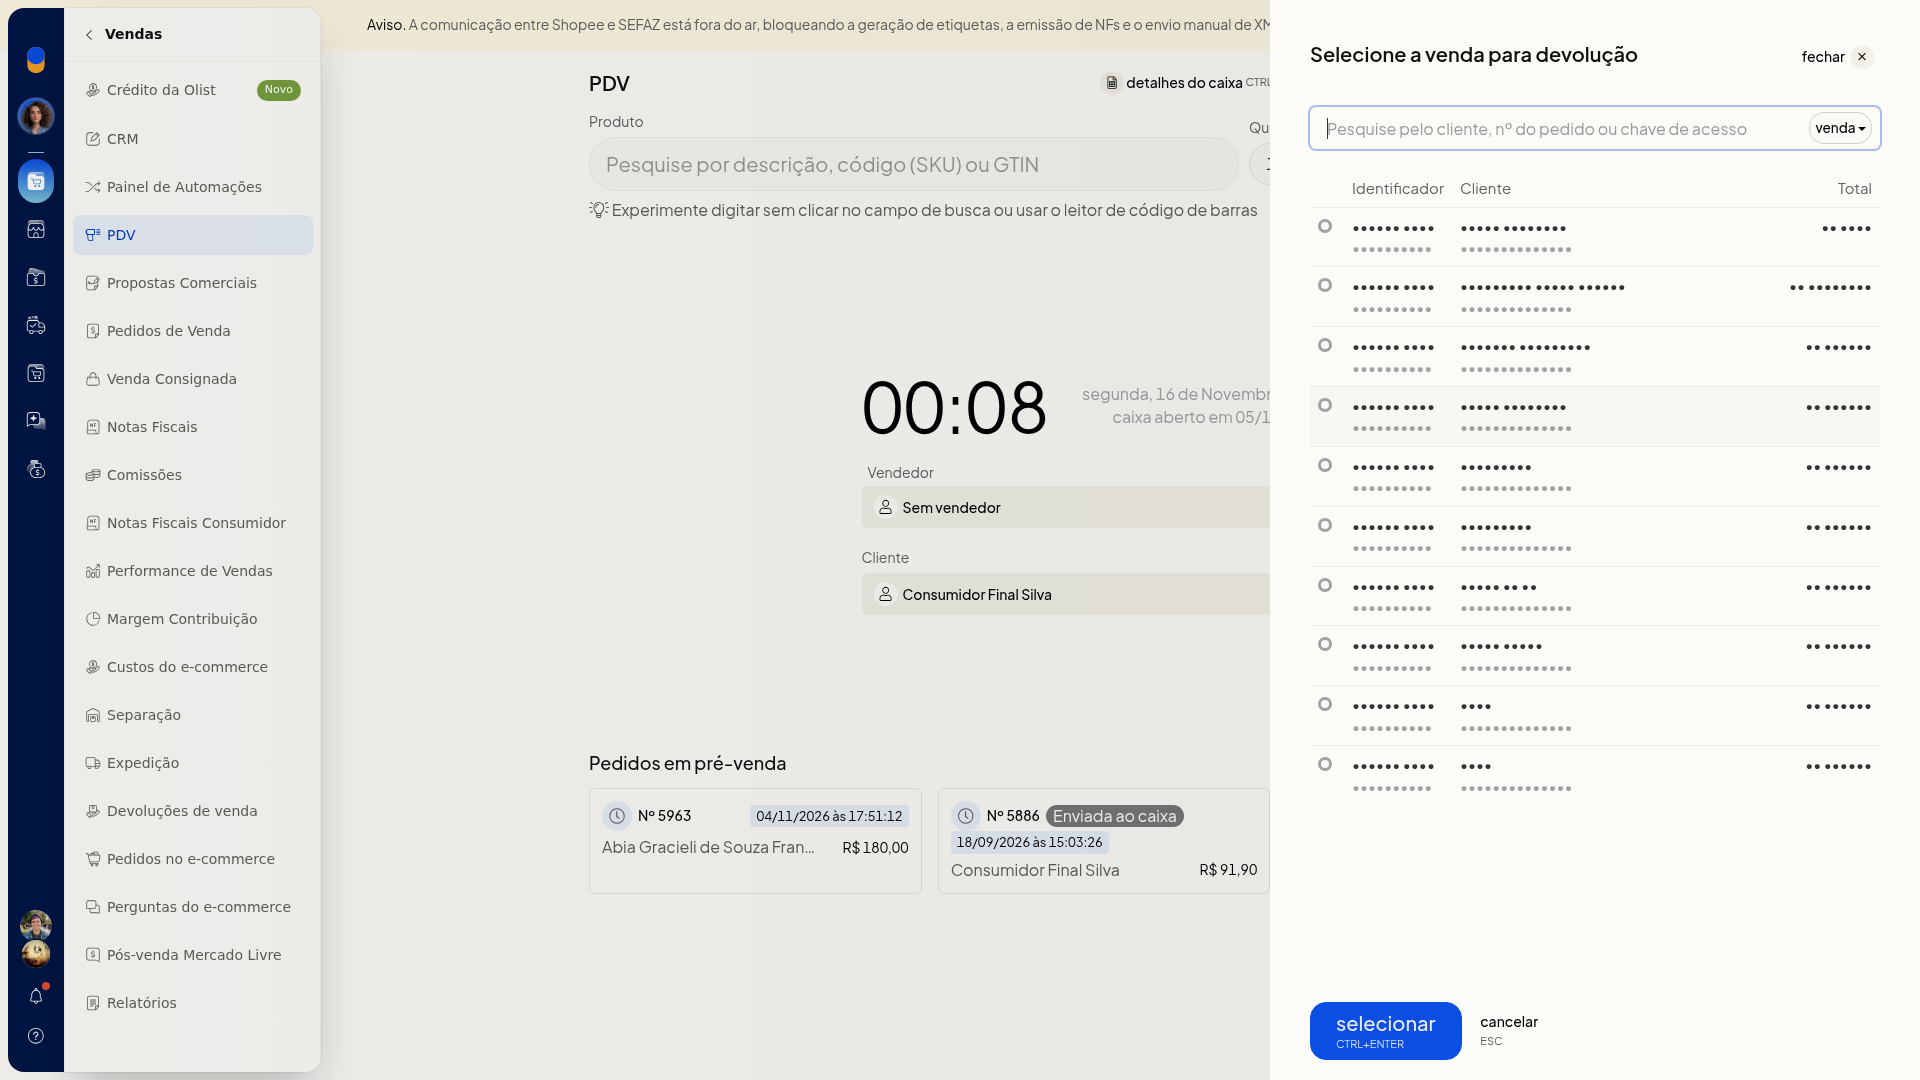 Vendas
Crédito da Olist Novo
CRM
Painel de Automações
PDV
Propostas Comerciais
Pedidos de Venda
Venda Consignada
Notas Fiscais
Comissões
Notas Fiscais Consumidor
Performance de Vendas
Margem Contribuição
Custos do e-commerce
Separação
Expedição
Devoluções de venda
Pedidos no e-commerce
Perguntas do e-commerce
Pós-venda Mercado Livre
Relatórios
Aviso. A comunicação entre Shopee e SEFAZ está fora do ar, bloqueando a geração de etiquetas, a emissão de NFs e o envio manual de XM
PDV
detalhes do caixa CTRL
Produto
Qu
Pesquise por descrição, código (SKU) ou GTIN
Experimente digitar sem clicar no campo de busca ou usar o leitor de código de barras
00:08
segunda, 16 de Novembr
caixa aberto em 05/1
Vendedor
Sem vendedor
Cliente
Consumidor Final Silva
Pedidos em pré-venda
Nº 5963 04/11/2026 às 17:51:12
Abia Gracieli de Souza Fran... R$ 180,00
Nº 5886 Enviada ao caixa
18/09/2026 às 15:03:26
Consumidor Final Silva R$ 91,90
Selecione a venda para devolução
fechar
Pesquise pelo cliente, nº do pedido ou chave de acesso venda
Identificador Cliente Total
selecionar
CTRL+ENTER
cancelar
ESC